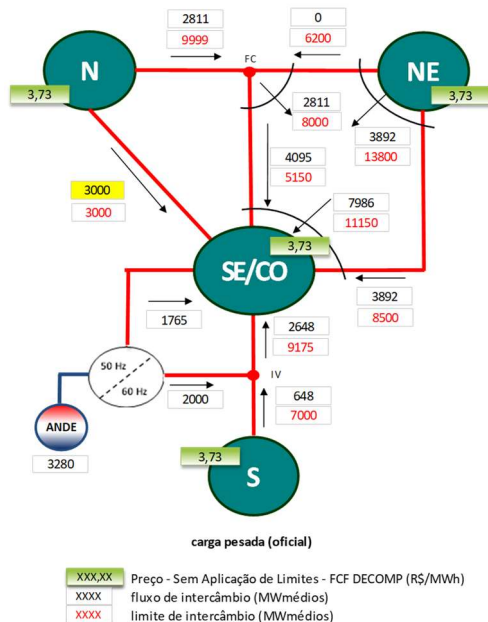 2811
9999
FC
0
6200
N
3,73
NE
3,73
2811
8000
3892
13800
4095
5150
3000
3000
7986
11150
3,73
SE/CO
1765
3892
8500
2648
9175
50 Hz
60 Hz
IV
2000
ANDE
3280
648
7000
3,73
S
carga pesada (oficial)
XXX,XX Preço - Sem Aplicação de Limites - FCF DECOMP (R$/MWh)
XXXX fluxo de intercâmbio (MWmédios)
XXXX limite de intercâmbio (MWmédios)